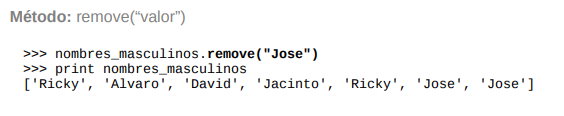 Método: remove(“valor”)
>>> nombres_masculinos.remove("Jose")
>>> print nombres_masculinos
['Ricky', 'Alvaro', 'David', 'Jacinto', 'Ricky', 'Jose', 'Jose']